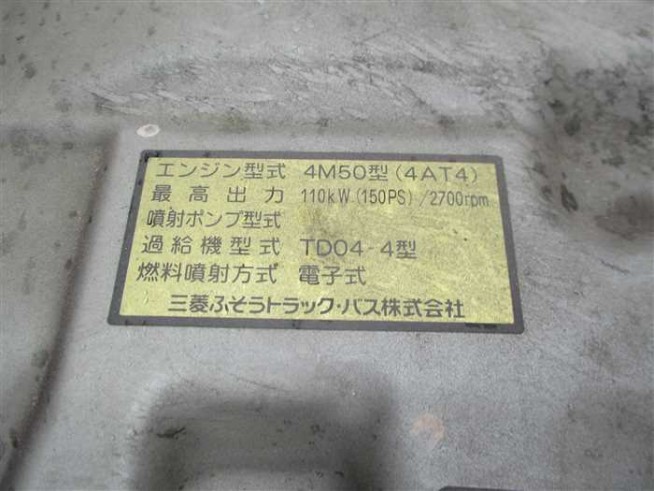 エンジン型式 4M50型(4AT4)
最高出力 110kW(150PS)/2700rpm
噴射ポンプ型式
過給機型式 TD04-4型
燃料噴射方式 電子式
三菱ふそうトラック・バス株式会社